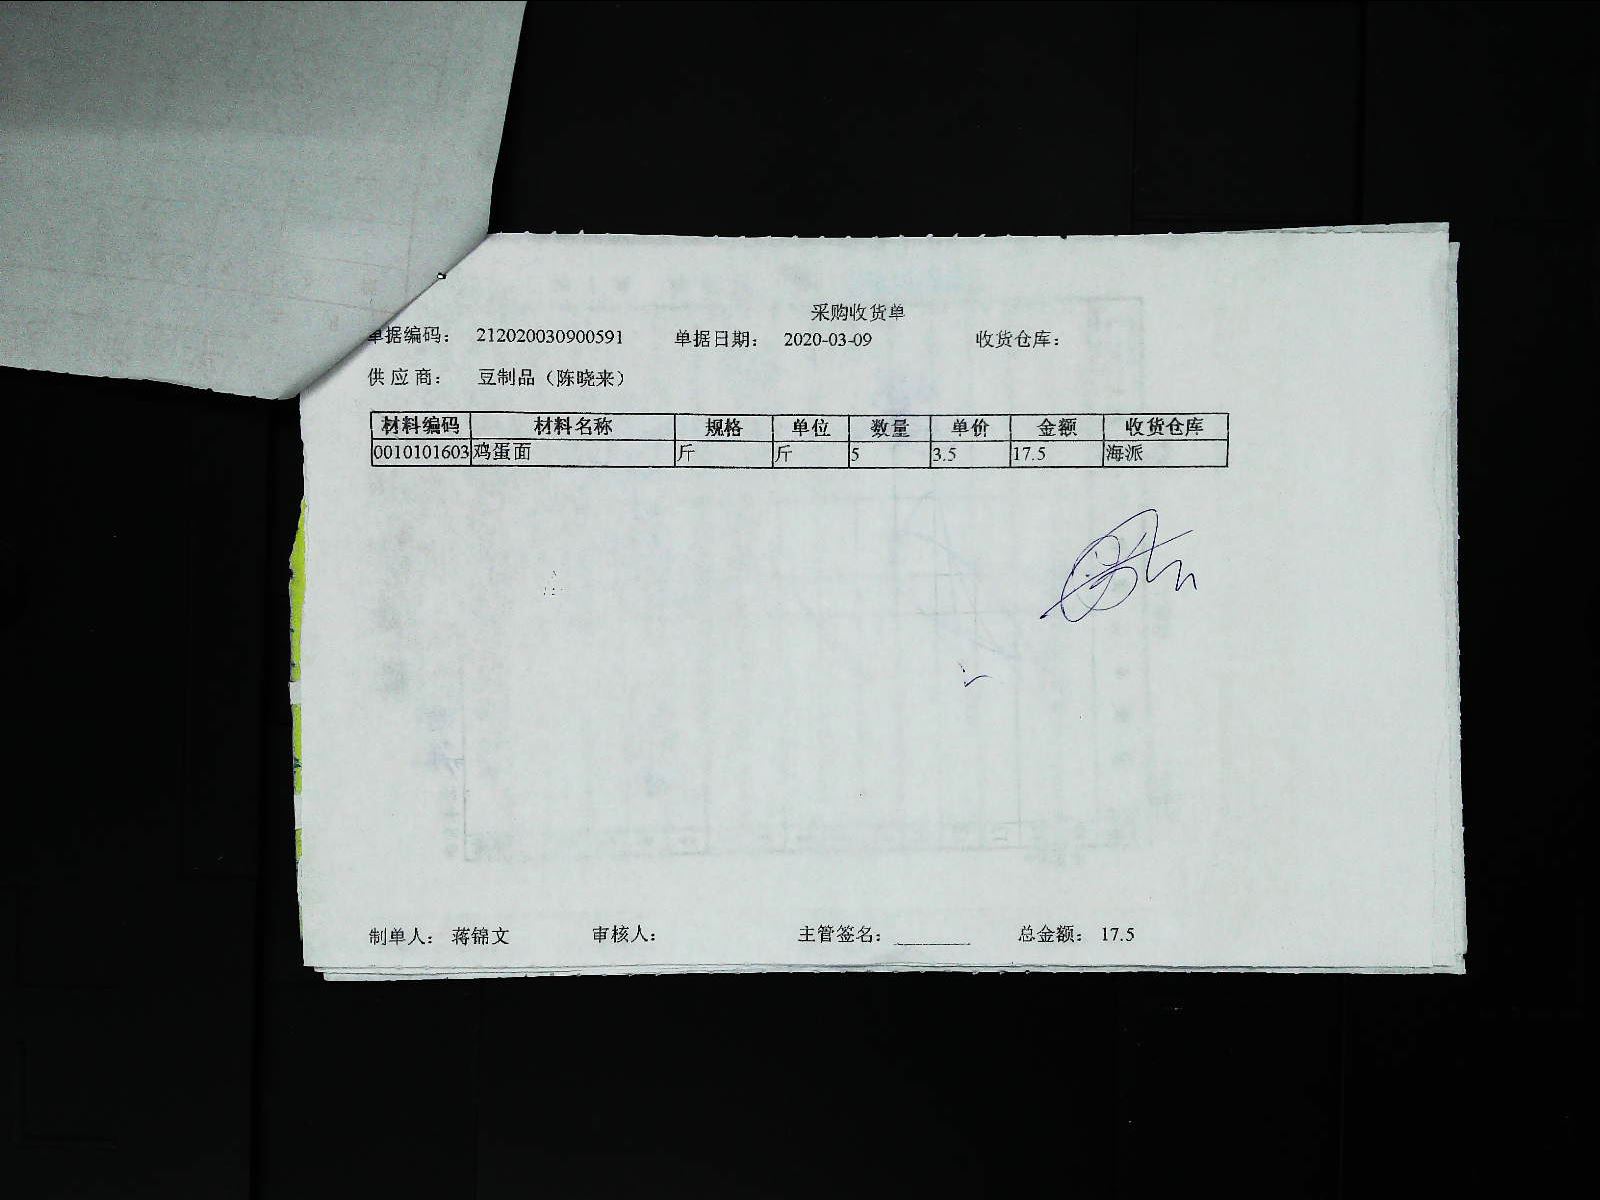 采购收货单
单据编码： 212020030900591 单据日期： 2020-03-09 收货仓库：
供 应 商： 豆制品（陈晓来）
材料编码 材料名称 规格 单位 数量 单价 金额 收货仓库
0010101603 鸡蛋面 斤 斤 5 3.5 17.5 海派
制单人： 蒋锦文 审核人： 主管签名： 总金额： 17.5